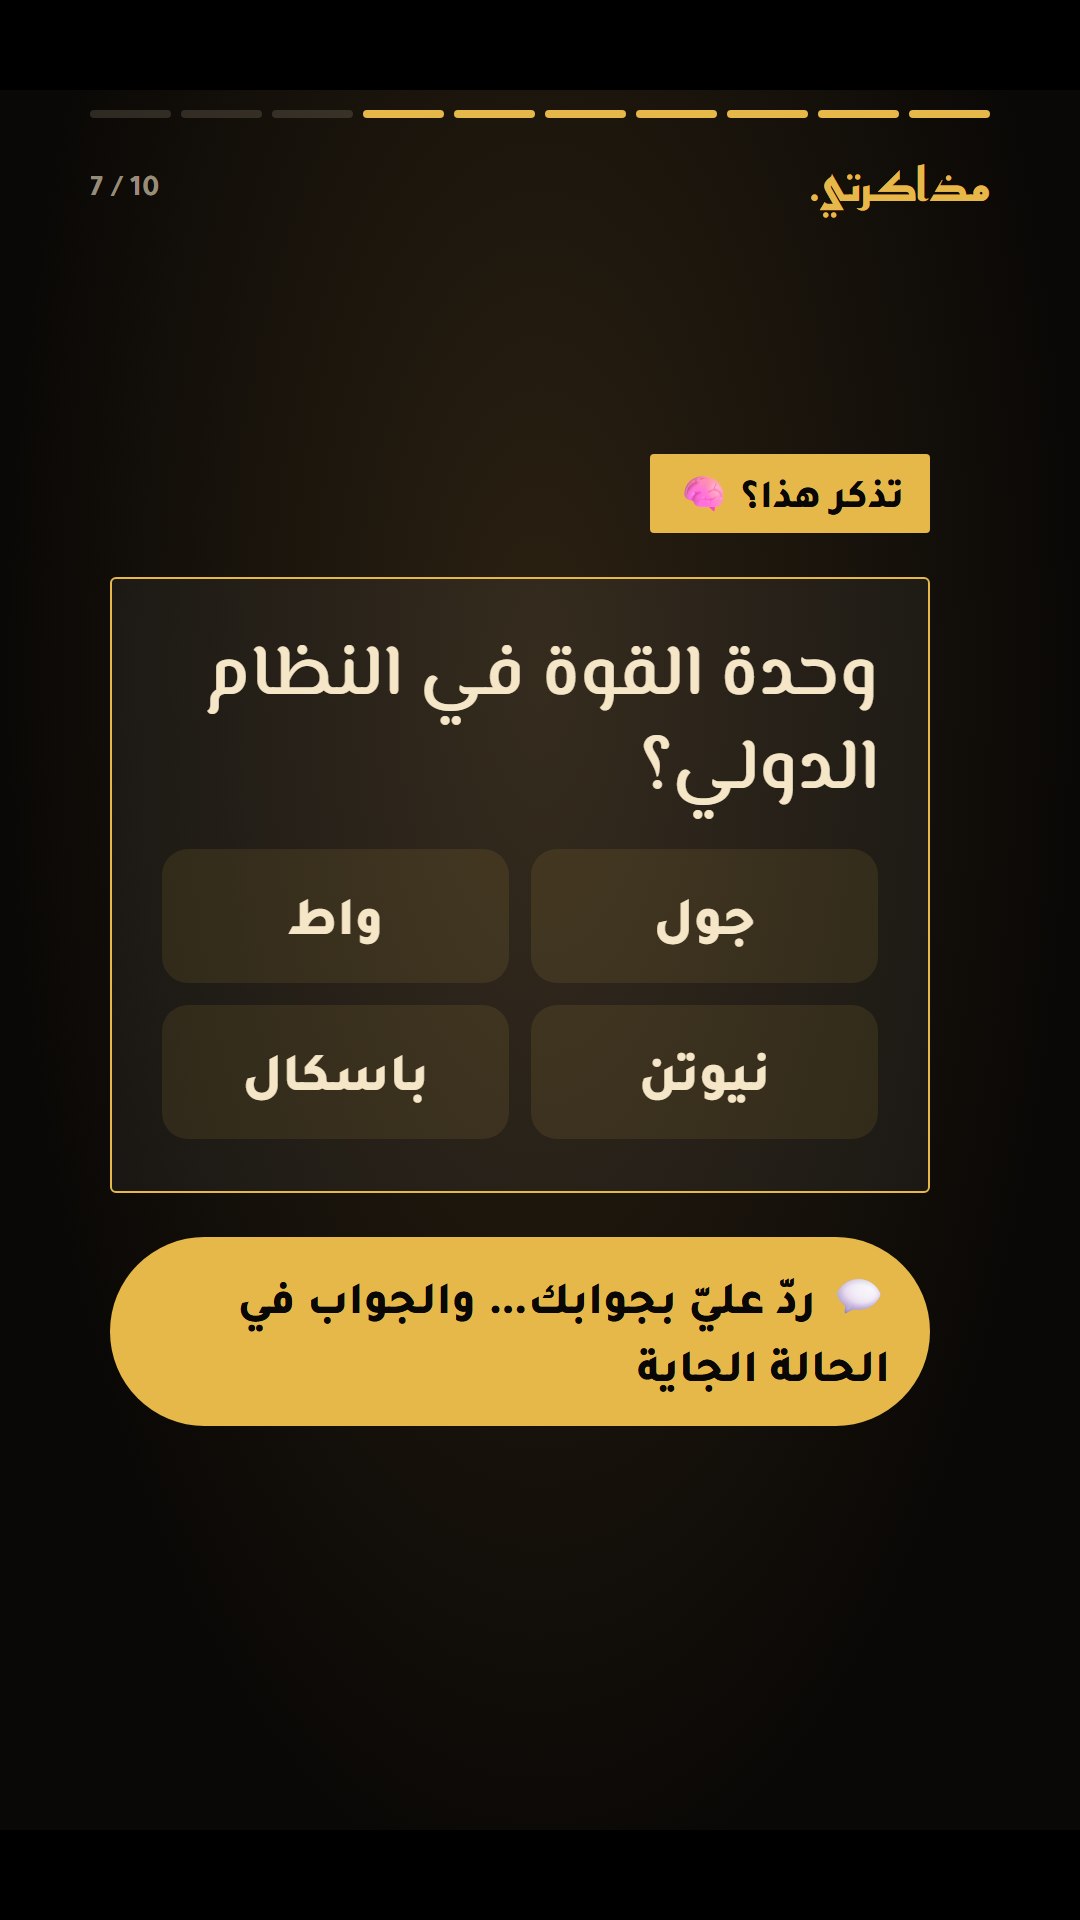 مذاكرتي.
7 / 10
تذكر هذا؟ 🧠
وحدة القوة في النظام
الدولي؟
جول
واط
نيوتن
باسكال
💬 ردّ عليّ بجوابك... والجواب في
الحالة الجاية